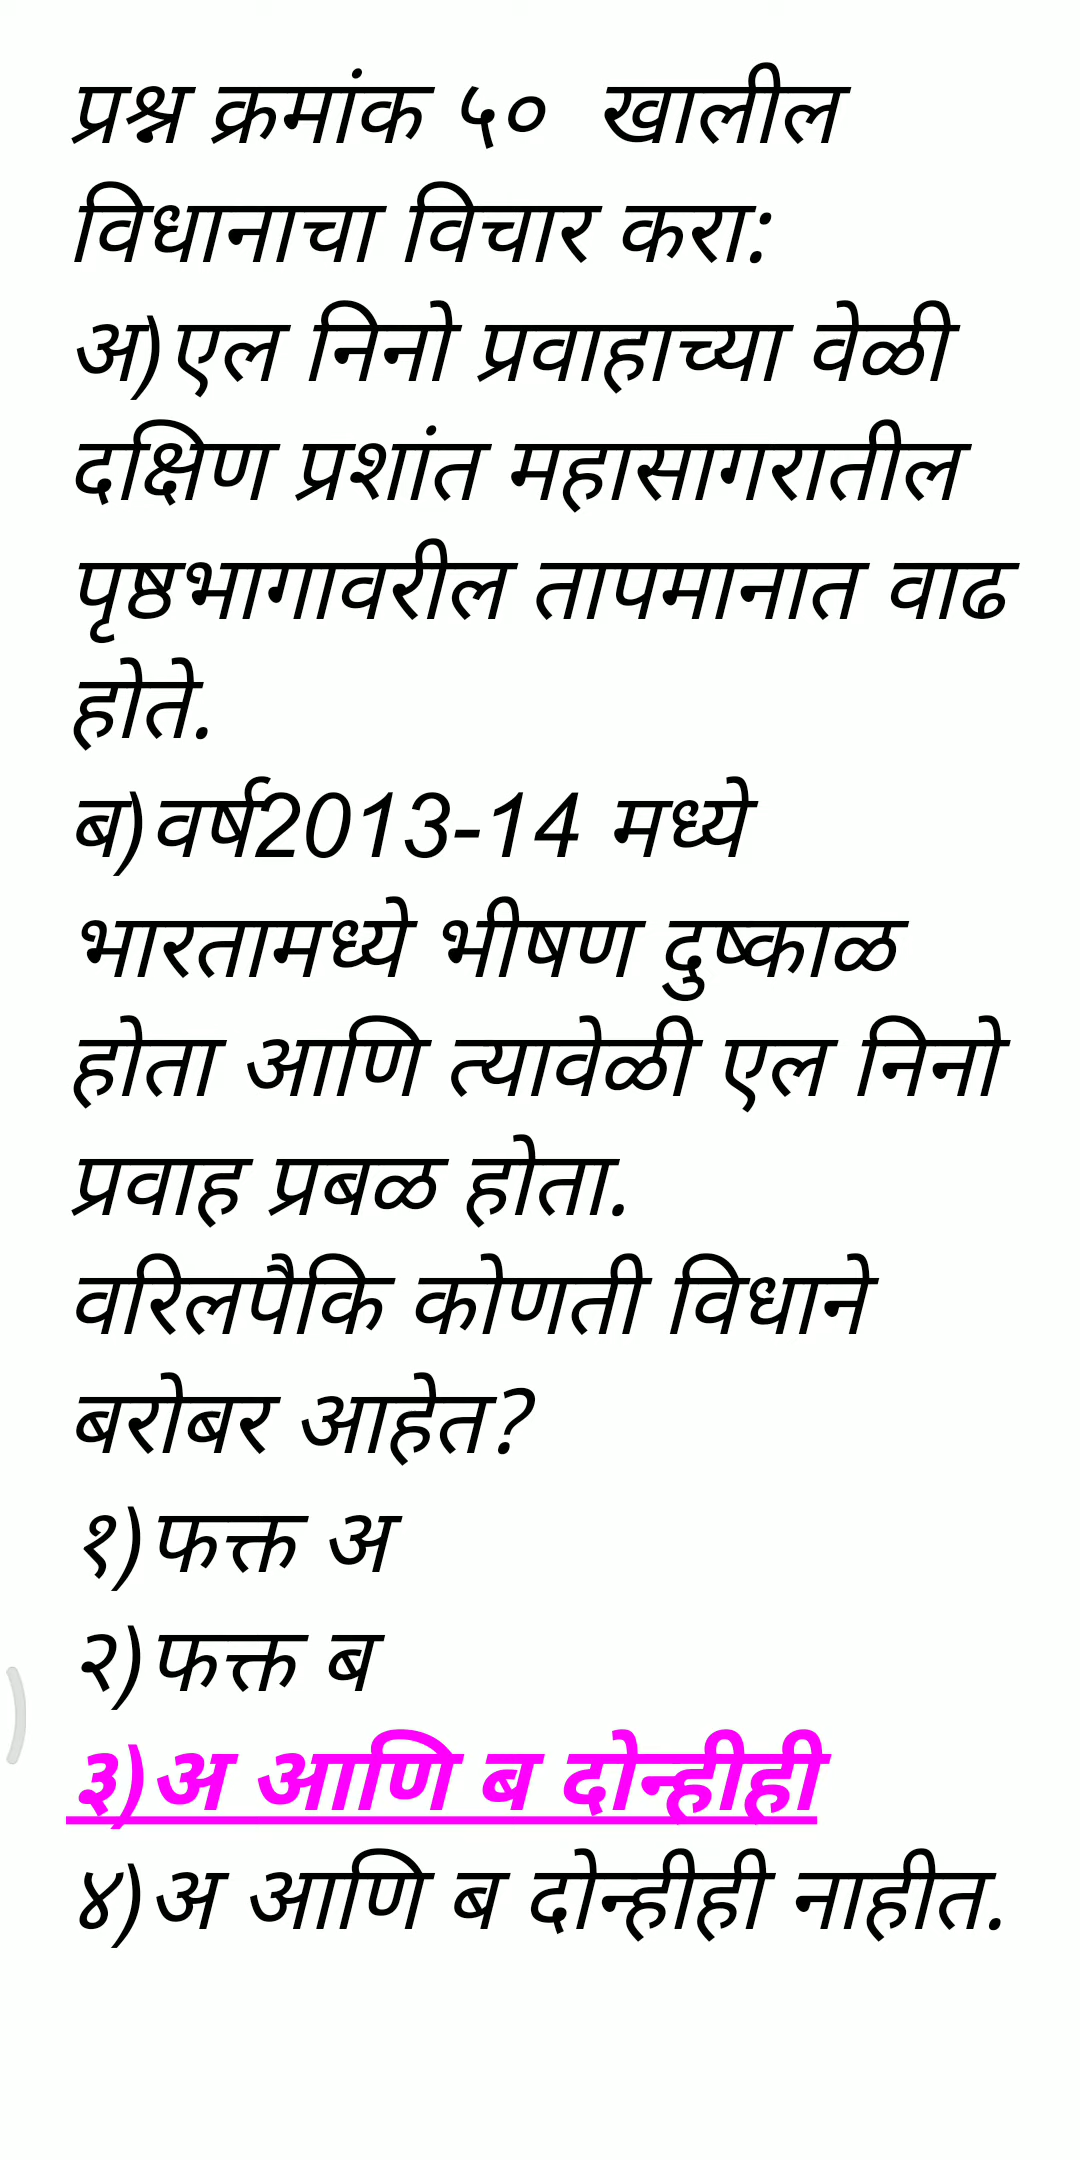 प्रश्न क्रमांक ५० खालील
विधानाचा विचार करा:
अ)एल निनो प्रवाहाच्या वेळी
दक्षिण प्रशांत महासागरातील
पृष्ठभागावरील तापमानात वाढ
होते.
ब)वर्ष2013-14 मध्ये
भारतामध्ये भीषण दुष्काळ
होता आणि त्यावेळी एल निनो
प्रवाह प्रबळ होता.
वरिलपैकि कोणती विधाने
बरोबर आहेत?
१)फक्त अ
२)फक्त ब
३)अ आणि ब दोन्हीही
४)अ आणि ब दोन्हीही नाहीत.